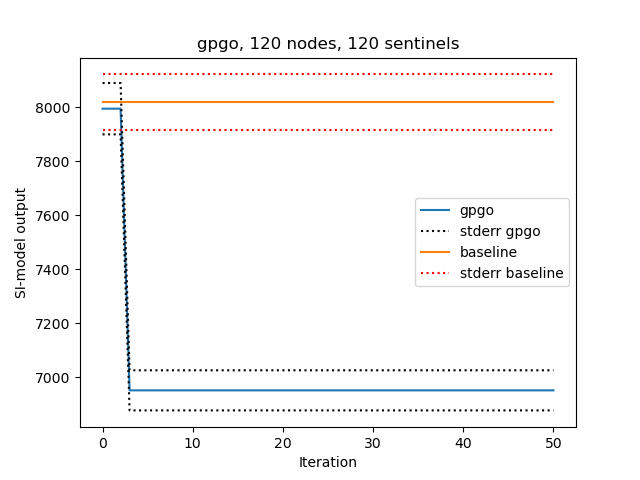 gpgo, 120 nodes, 120 sentinels
8000
7800
7600
7400
7200
7000
SI-model output
gpgo
stderr gpgo
baseline
stderr baseline
0 10 20 30 40 50
Iteration